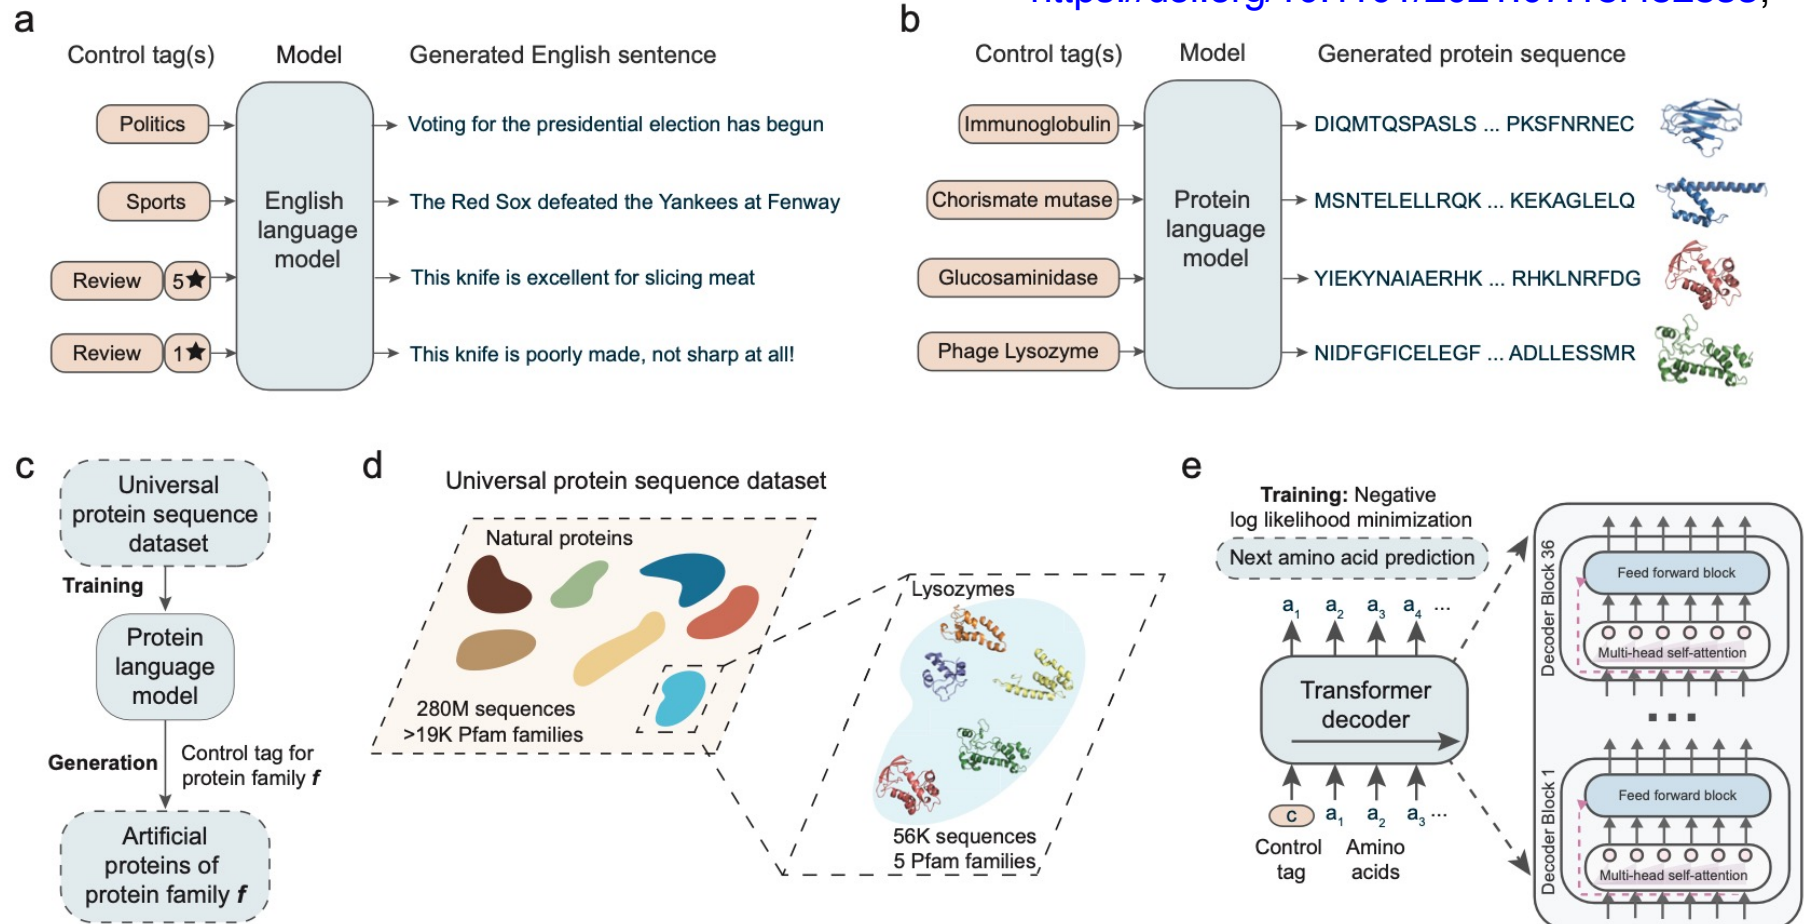 a
Control tag(s)
Model
Generated English sentence
Politics
Voting for the presidential election has begun
Sports
The Red Sox defeated the Yankees at Fenway
Review
5★
This knife is excellent for slicing meat
Review
1★
This knife is poorly made, not sharp at all!
English
language
model
b
Control tag(s)
Model
Generated protein sequence
Immunoglobulin
DIQMTQSPASLS ... PKSFNRNEC
Chorismate mutase
MSNTELELLRQK ... KEKAGLELQ
Glucosaminidase
YIEKYNAIAERHK ... RHKLNRFDG
Phage Lysozyme
NIDFGFICELEGF ... ADLLESSMR
Protein
language
model
c
Universal
protein sequence
dataset
Training
Protein
language
model
Generation
Control tag for
protein family f
Artificial
proteins of
protein family f
d
Universal protein sequence dataset
Natural proteins
280M sequences
>19K Pfam families
Lysozymes
56K sequences
5 Pfam families
e
Training: Negative
log likelihood minimization
Next amino acid prediction
a1 a2 a3 a4 ...
Transformer
decoder
c a1 a2 a3 ...
Control
tag
Amino
acids
Decoder Block 36
Feed forward block
Multi-head self-attention
...
Decoder Block 1
Feed forward block
Multi-head self-attention